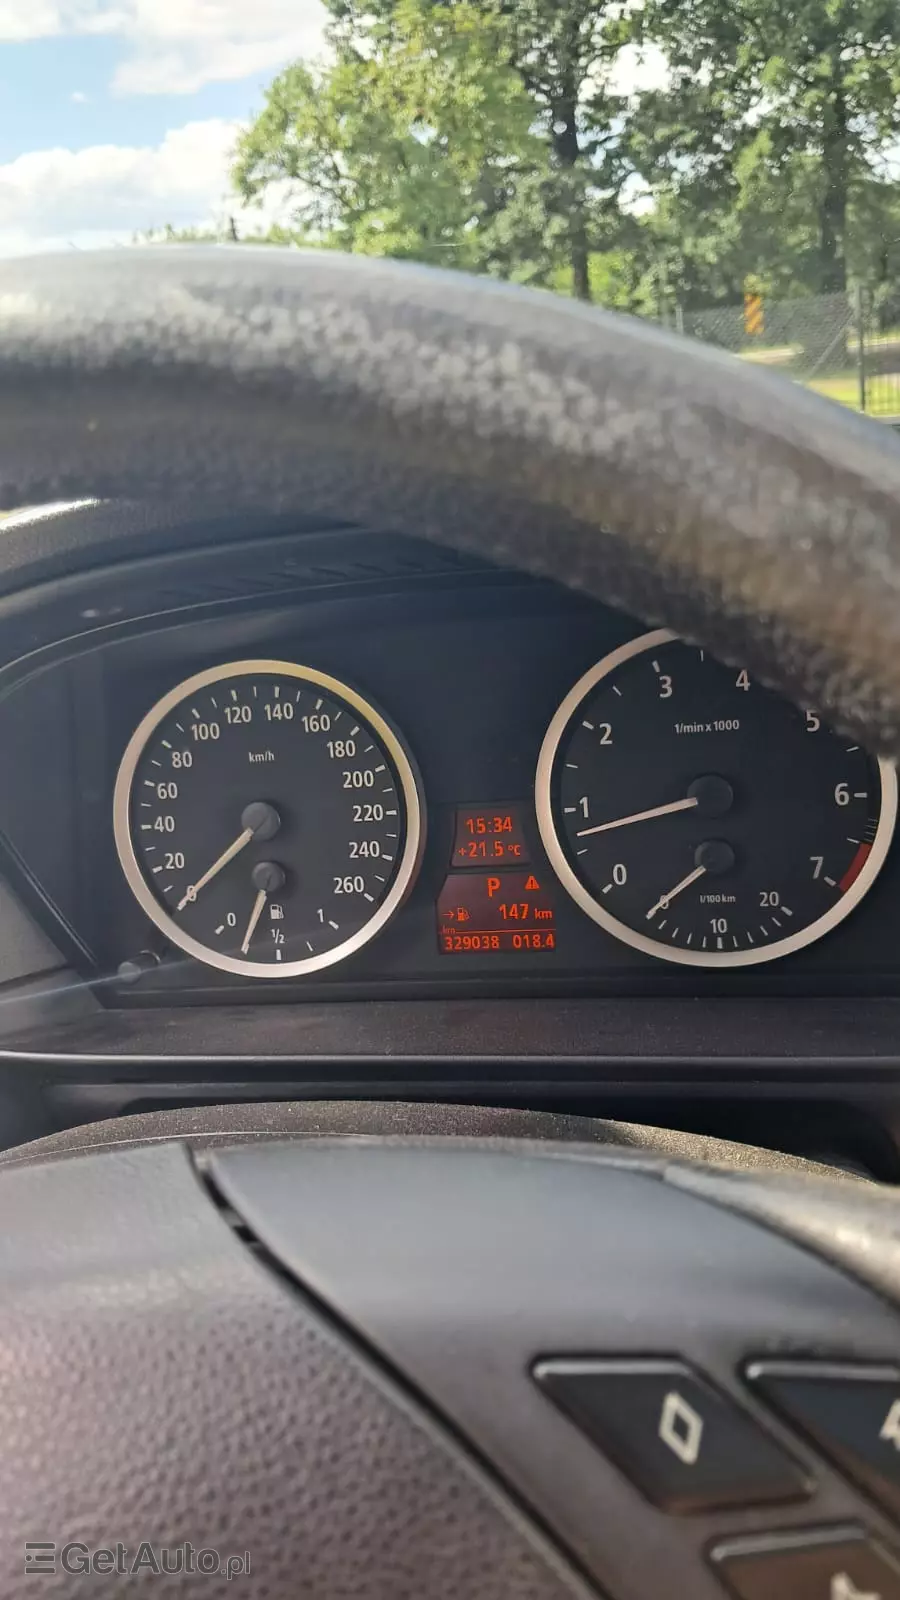 0 20 40 60 80 100 120 140 160 180 200 220 240 260
km/h
0 1/2 1
15:34
+21.5 °C
P
→ 147 km
km
329038 018.4
0 1 2 3 4 5 6 7
1/min x 1000
0 10 20
l/100km
GetAuto.pl